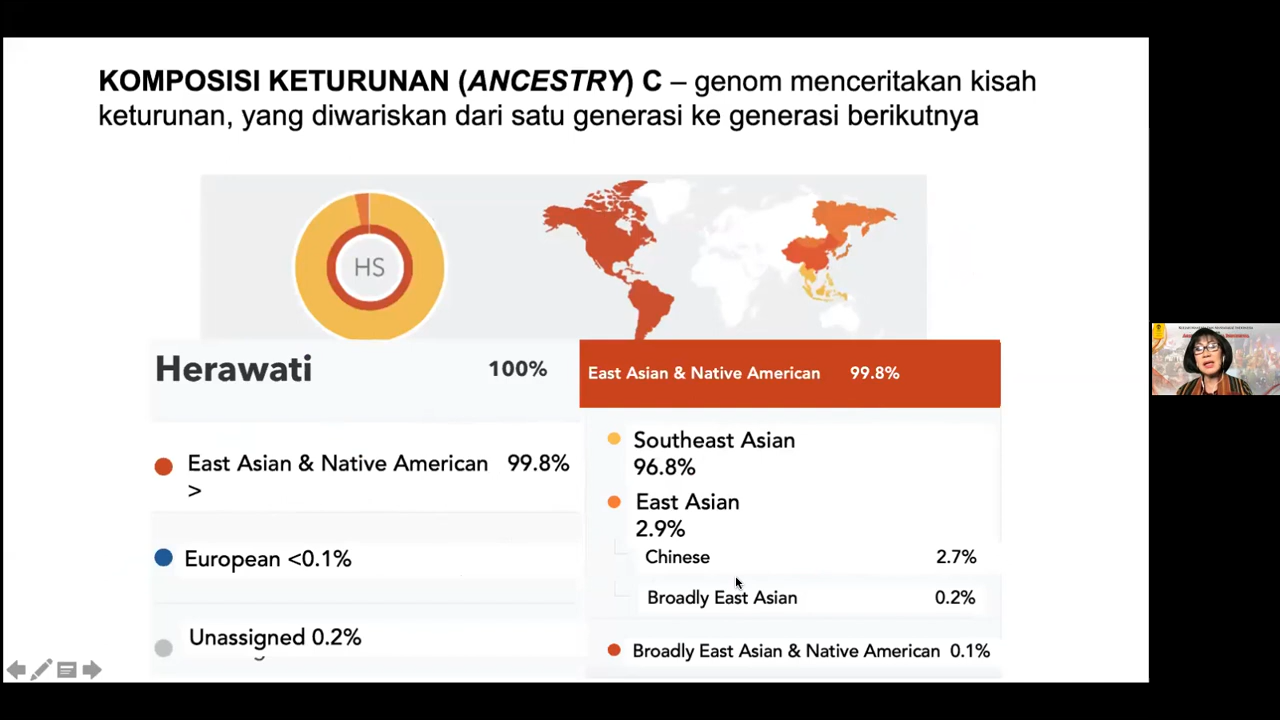 KOMPOSISI KETURUNAN (ANCESTRY) C – genom menceritakan kisah
keturunan, yang diwariskan dari satu generasi ke generasi berikutnya
HS
Herawati 100%
East Asian & Native American 99.8%
>
European <0.1%
Unassigned 0.2%
East Asian & Native American 99.8%
Southeast Asian
96.8%
East Asian
2.9%
Chinese 2.7%
Broadly East Asian 0.2%
Broadly East Asian & Native American 0.1%